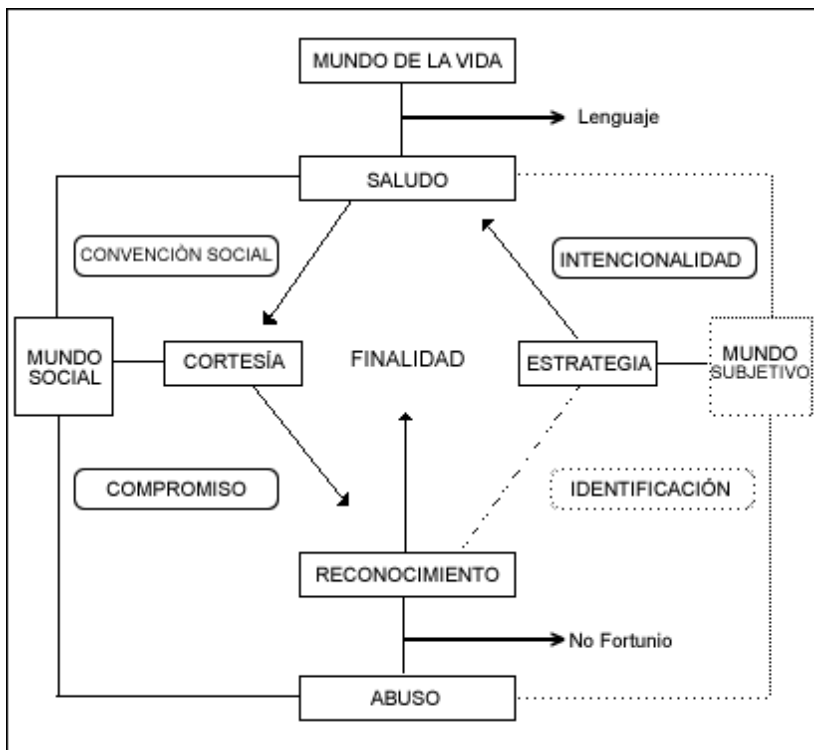 MUNDO DE LA VIDA
Lenguaje
SALUDO
CONVENCIÒN SOCIAL
INTENCIONALIDAD
MUNDO
SOCIAL
CORTESÍA
FINALIDAD
ESTRATEGIA
MUNDO
SUBJETIVO
COMPROMISO
IDENTIFICACIÓN
RECONOCIMIENTO
No Fortunio
ABUSO